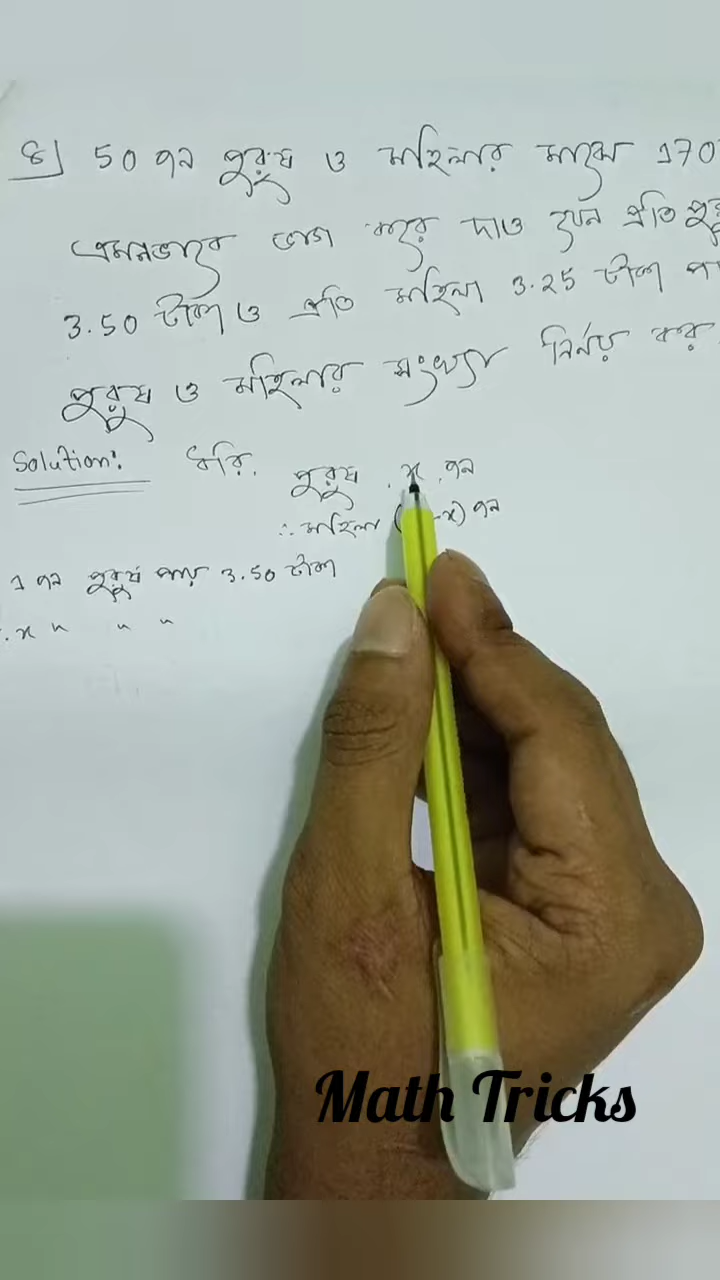 ৪] 50 জন পুরুষ ও মহিলার মাঝে 170
এমনভাবে ভাগ করে দাও যেন প্রতি পুরু
3.50 টাকা ও প্রতি মহিলা 3.25 টাকা পা
পুরুষ ও মহিলার সংখ্যা নির্নয় কর
Solution: ধরি. পুরুষ x জন
∴ মহিলা ( -x) জন
1 জন পুরুষ পায় 3.50 টাকা
∴ x " " "
Math Tricks